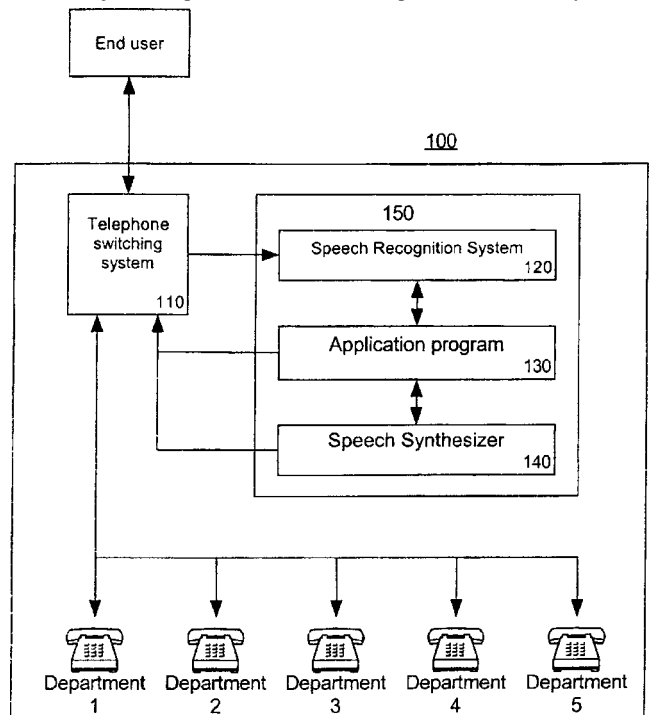 End user
100
Telephone
switching
system
110
150
Speech Recognition System
120
Application program
130
Speech Synthesizer
140
Department
1
Department
2
Department
3
Department
4
Department
5